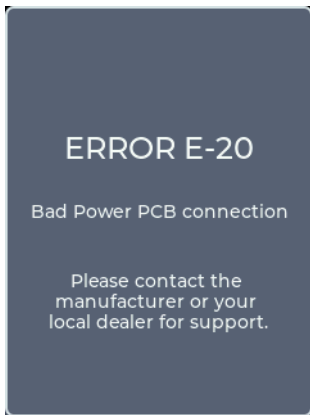 ERROR E-20
Bad Power PCB connection
Please contact the
manufacturer or your
local dealer for support.